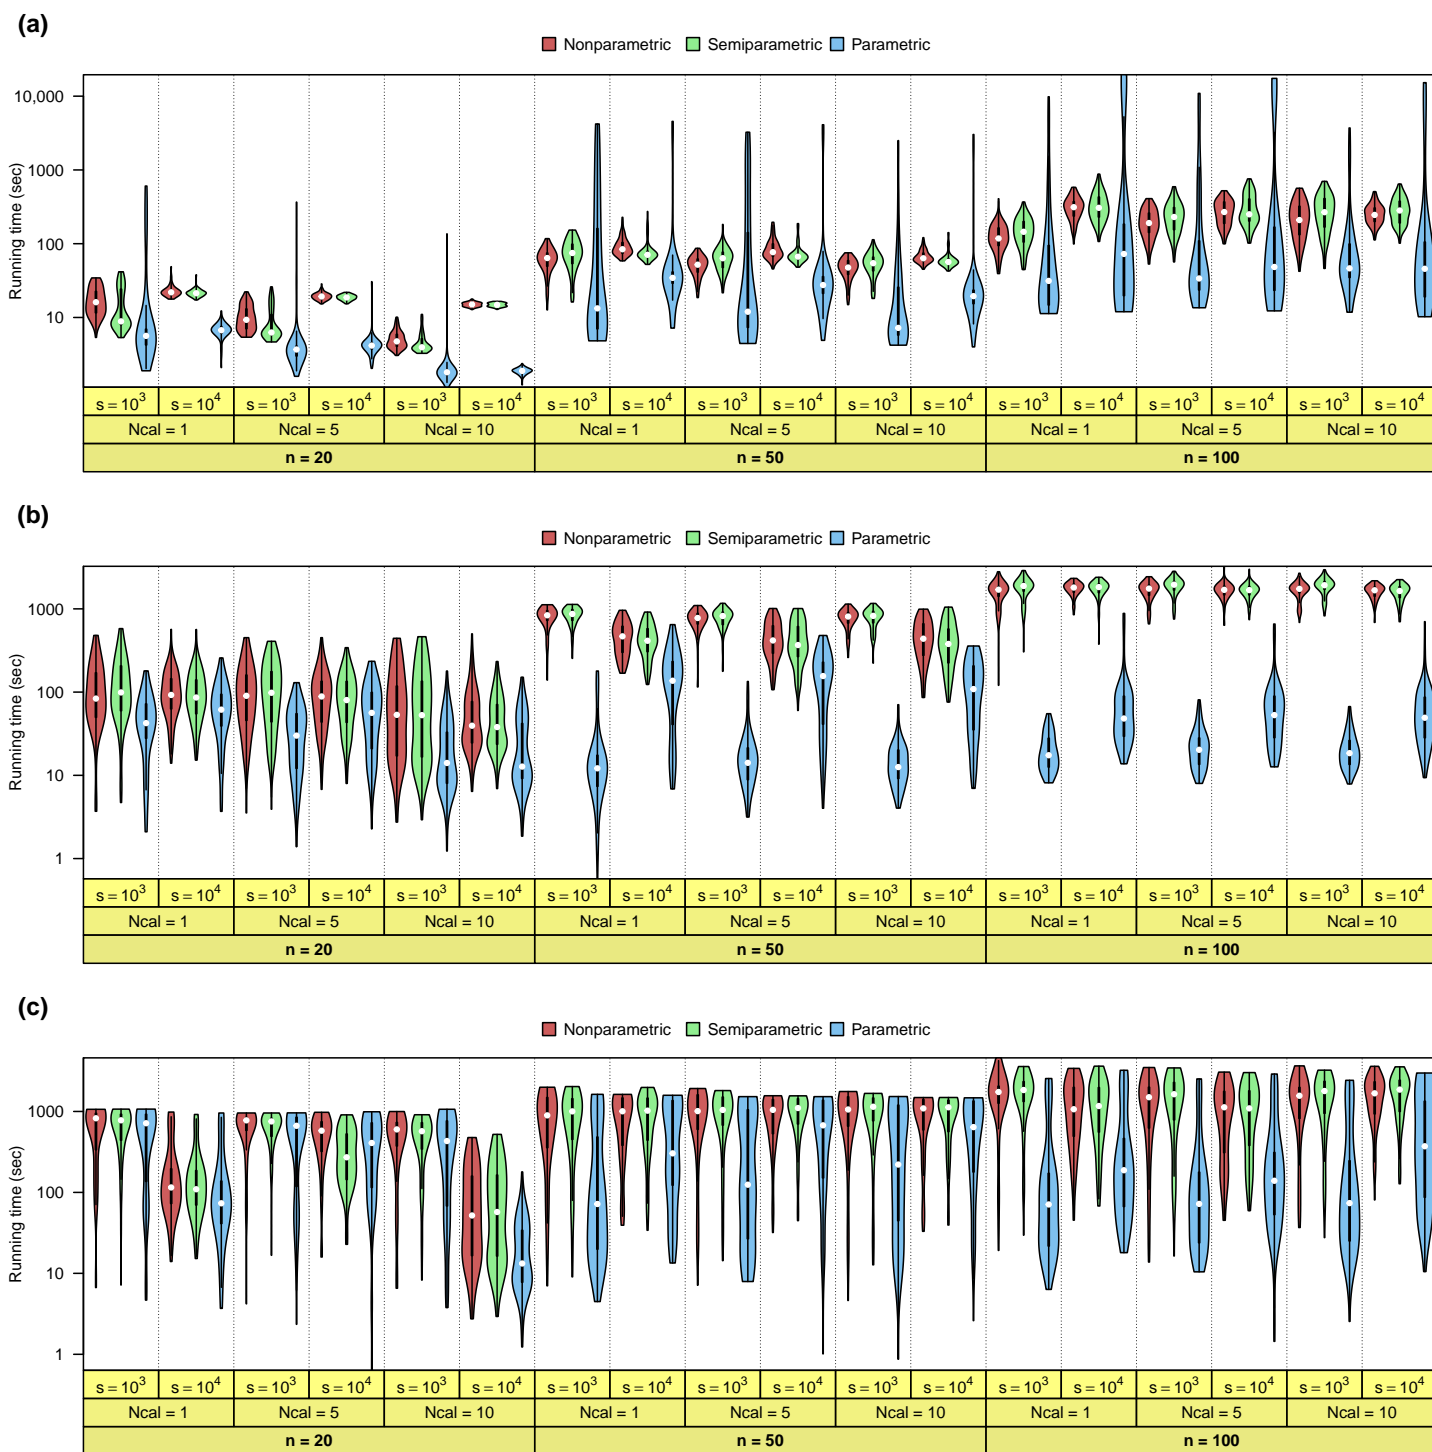 (a)
Nonparametric Semiparametric Parametric
Running time (sec)
10,000
1000
100
10
s = 10³ s = 10⁴ s = 10³ s = 10⁴ s = 10³ s = 10⁴ s = 10³ s = 10⁴ s = 10³ s = 10⁴ s = 10³ s = 10⁴ s = 10³ s = 10⁴ s = 10³ s = 10⁴ s = 10³ s = 10⁴
Ncal = 1 Ncal = 5 Ncal = 10 Ncal = 1 Ncal = 5 Ncal = 10 Ncal = 1 Ncal = 5 Ncal = 10
n = 20 n = 50 n = 100
(b)
Nonparametric Semiparametric Parametric
Running time (sec)
1000
100
10
1
s = 10³ s = 10⁴ s = 10³ s = 10⁴ s = 10³ s = 10⁴ s = 10³ s = 10⁴ s = 10³ s = 10⁴ s = 10³ s = 10⁴ s = 10³ s = 10⁴ s = 10³ s = 10⁴ s = 10³ s = 10⁴
Ncal = 1 Ncal = 5 Ncal = 10 Ncal = 1 Ncal = 5 Ncal = 10 Ncal = 1 Ncal = 5 Ncal = 10
n = 20 n = 50 n = 100
(c)
Nonparametric Semiparametric Parametric
Running time (sec)
1000
100
10
1
s = 10³ s = 10⁴ s = 10³ s = 10⁴ s = 10³ s = 10⁴ s = 10³ s = 10⁴ s = 10³ s = 10⁴ s = 10³ s = 10⁴ s = 10³ s = 10⁴ s = 10³ s = 10⁴ s = 10³ s = 10⁴
Ncal = 1 Ncal = 5 Ncal = 10 Ncal = 1 Ncal = 5 Ncal = 10 Ncal = 1 Ncal = 5 Ncal = 10
n = 20 n = 50 n = 100